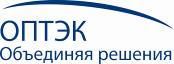 ОПТЭК
Объединяя решения